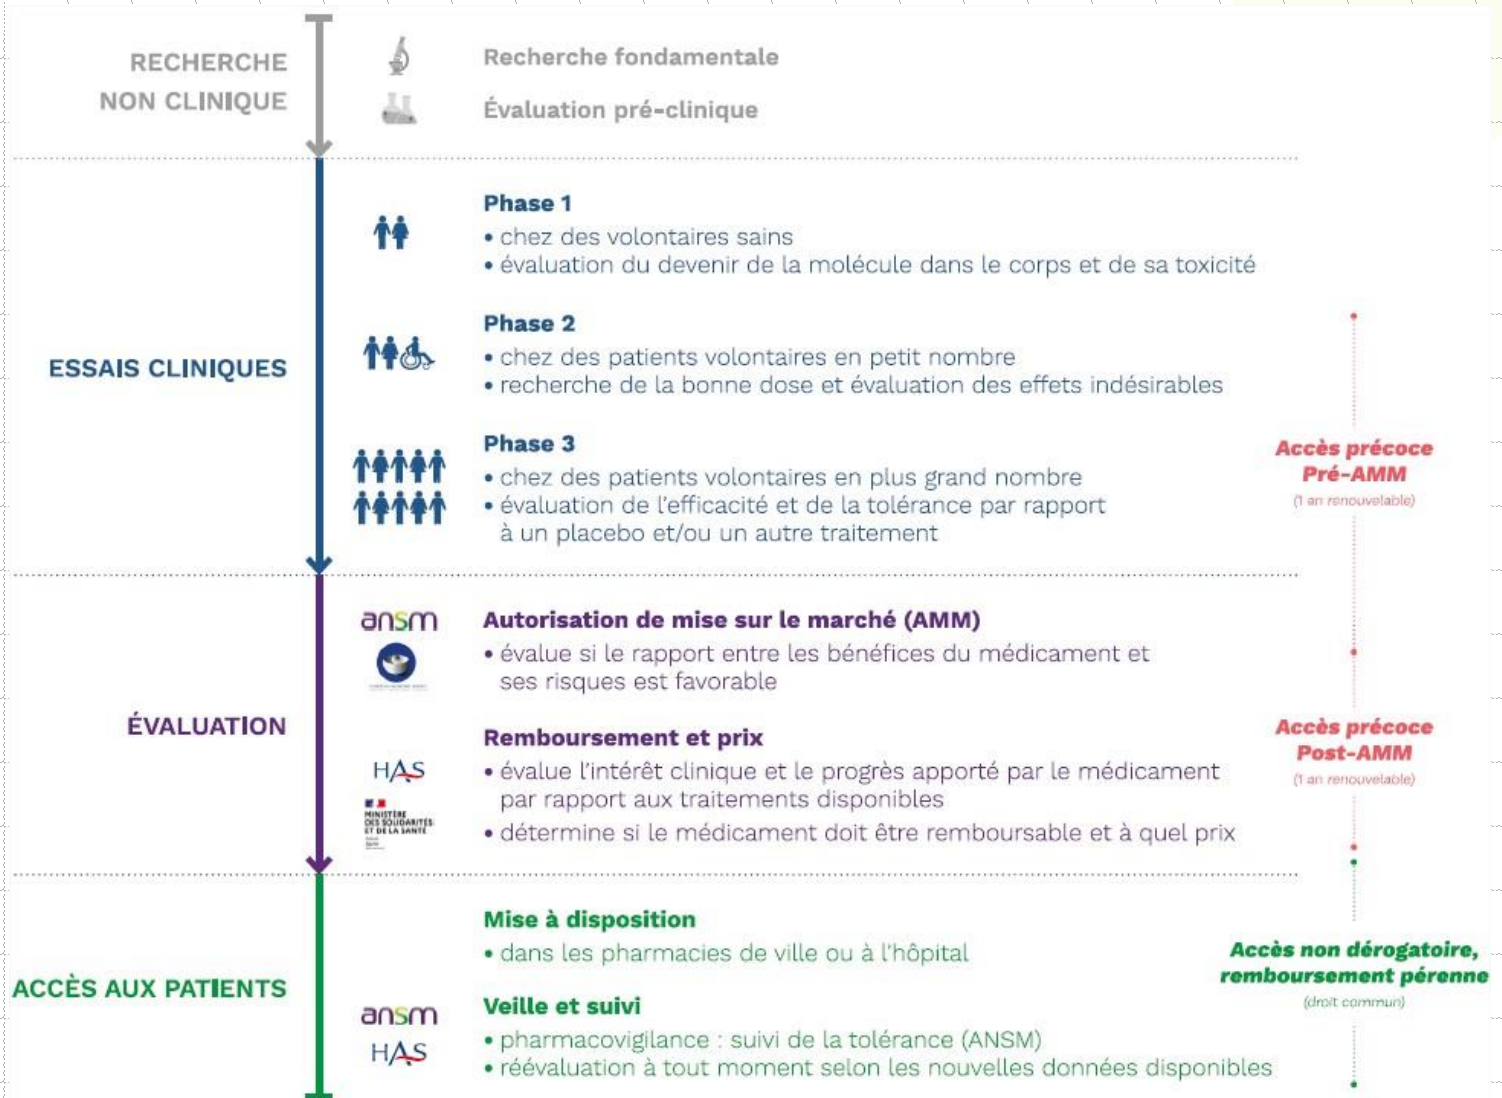 RECHERCHE
NON CLINIQUE
Recherche fondamentale
Évaluation pré-clinique
ESSAIS CLINIQUES
Phase 1
• chez des volontaires sains
• évaluation du devenir de la molécule dans le corps et de sa toxicité
Phase 2
• chez des patients volontaires en petit nombre
• recherche de la bonne dose et évaluation des effets indésirables
Phase 3
• chez des patients volontaires en plus grand nombre
• évaluation de l'efficacité et de la tolérance par rapport
à un placebo et/ou un autre traitement
Accès précoce
Pré-AMM
(1 an renouvelable)
ÉVALUATION
ansm
Autorisation de mise sur le marché (AMM)
• évalue si le rapport entre les bénéfices du médicament et
ses risques est favorable
HAS
MINISTÈRE
DES SOLIDARITÉS
ET DE LA SANTÉ
Remboursement et prix
• évalue l'intérêt clinique et le progrès apporté par le médicament
par rapport aux traitements disponibles
• détermine si le médicament doit être remboursable et à quel prix
Accès précoce
Post-AMM
(1 an renouvelable)
ACCÈS AUX PATIENTS
Mise à disposition
• dans les pharmacies de ville ou à l'hôpital
ansm
HAS
Veille et suivi
• pharmacovigilance : suivi de la tolérance (ANSM)
• réévaluation à tout moment selon les nouvelles données disponibles
Accès non dérogatoire,
remboursement pérenne
(droit commun)